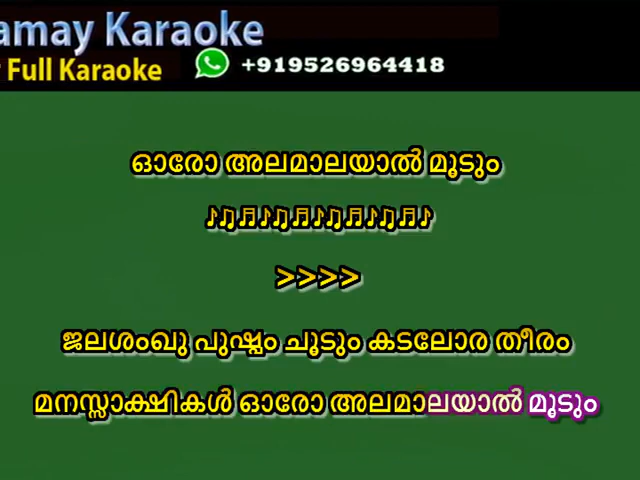 amay Karaoke
Full Karaoke +919526964418
ഓരോ അലമാലയാൽ മൂടും
♪♫♬♪♫♬♪♫♬♪♫♬♪
>>>>
ജലശംഖു പുഷ്പം ചൂടും കടലോര തീരം
മനസ്സാക്ഷികൾ ഓരോ അലമാലയാൽ മൂടും